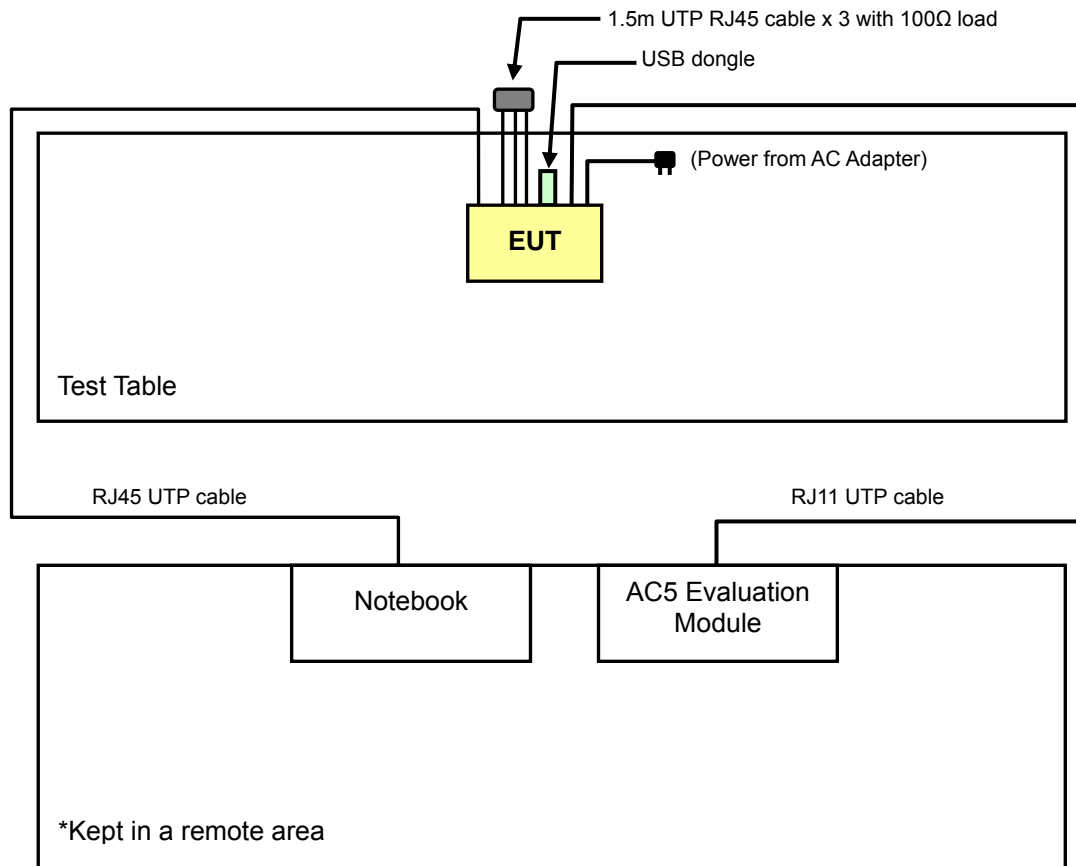 1.5m UTP RJ45 cable x 3 with 100Ω load
USB dongle
(Power from AC Adapter)
EUT
Test Table
RJ45 UTP cable
RJ11 UTP cable
Notebook
AC5 Evaluation
Module
*Kept in a remote area